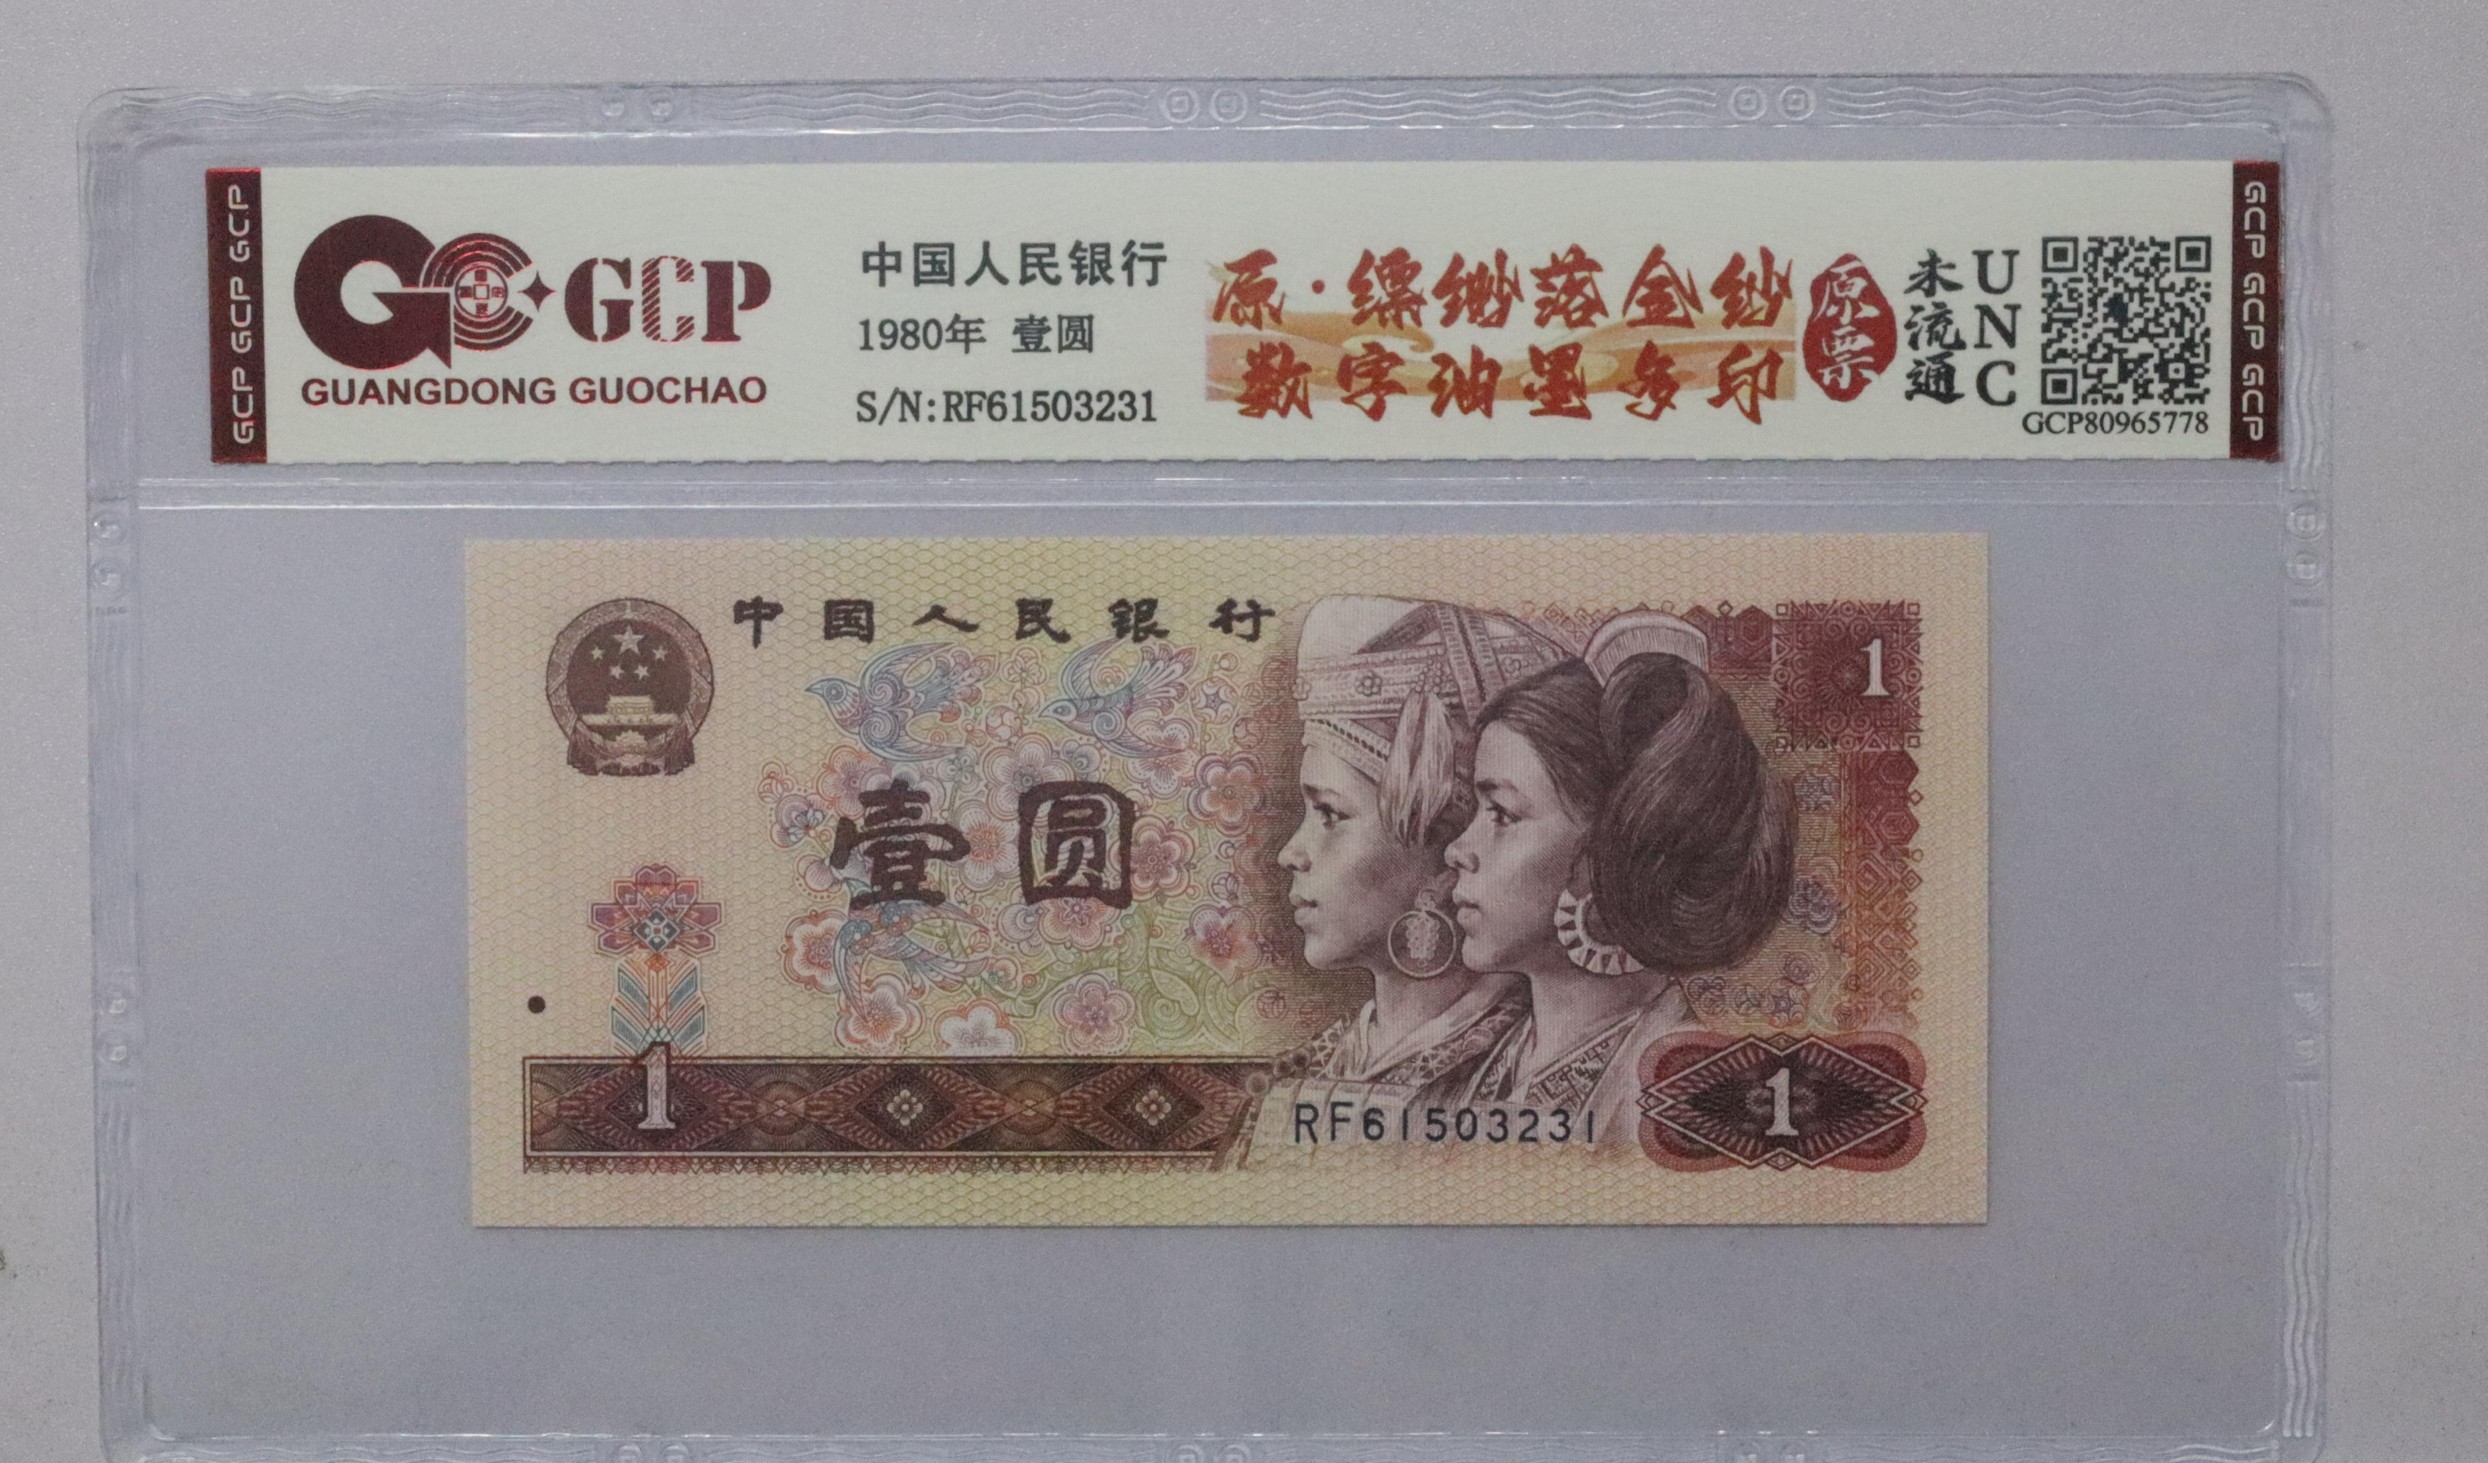 GCP GCP GCP
GCP
GUANGDONG GUOCHAO
中国人民银行
1980年 壹圆
S/N:RF61503231
原·缥缈落金纱
数字油墨多印
原票
未流通
UNC
GCP80965778
GCP GCP GCP
中国人民银行
1
壹圆
1
RF61503231
1